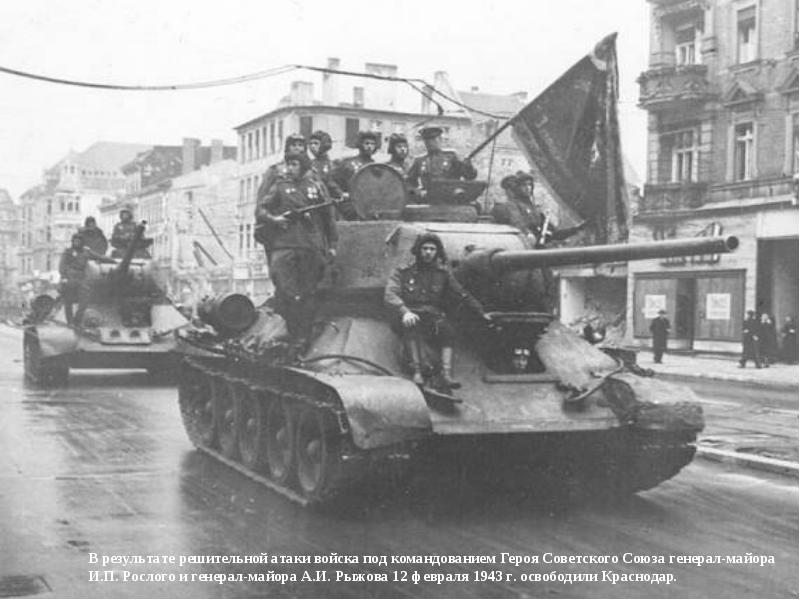 В результате решительной атаки войска под командованием Героя Советского Союза генерал-майора
И.П. Рослого и генерал-майора А.И. Рыжова 12 февраля 1943 г. освободили Краснодар.